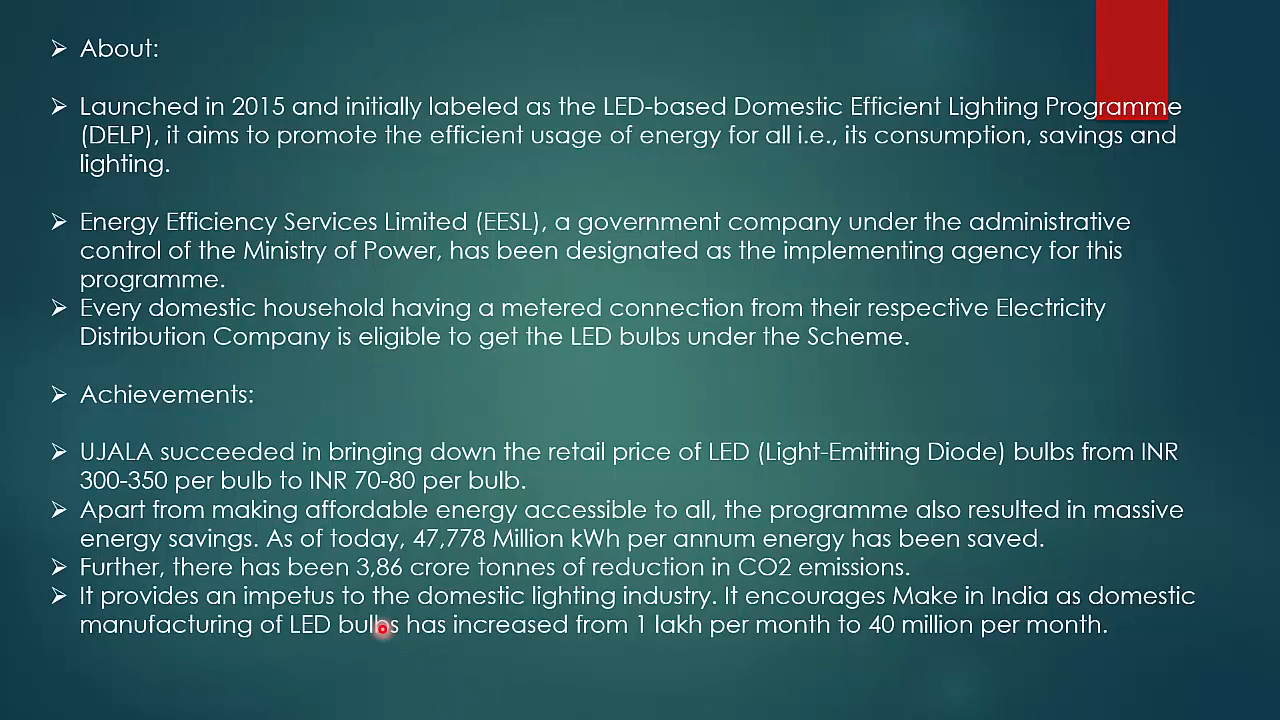 About:
Launched in 2015 and initially labeled as the LED-based Domestic Efficient Lighting Programme
(DELP), it aims to promote the efficient usage of energy for all i.e., its consumption, savings and
lighting.
Energy Efficiency Services Limited (EESL), a government company under the administrative
control of the Ministry of Power, has been designated as the implementing agency for this
programme.
Every domestic household having a metered connection from their respective Electricity
Distribution Company is eligible to get the LED bulbs under the Scheme.
Achievements:
UJALA succeeded in bringing down the retail price of LED (Light-Emitting Diode) bulbs from INR
300-350 per bulb to INR 70-80 per bulb.
Apart from making affordable energy accessible to all, the programme also resulted in massive
energy savings. As of today, 47,778 Million kWh per annum energy has been saved.
Further, there has been 3,86 crore tonnes of reduction in CO2 emissions.
It provides an impetus to the domestic lighting industry. It encourages Make in India as domestic
manufacturing of LED bulbs has increased from 1 lakh per month to 40 million per month.